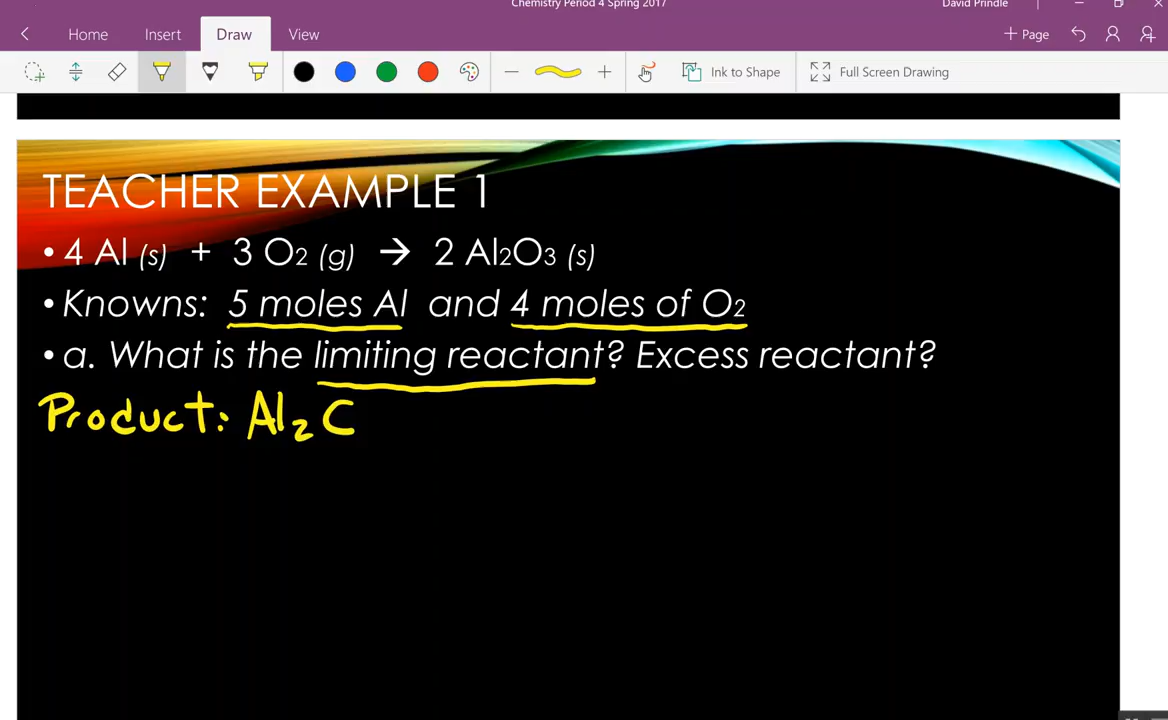 Chemistry Period 4 Spring 2017 David Prindle
Home Insert Draw View + Page
Ink to Shape Full Screen Drawing
TEACHER EXAMPLE 1
• 4 Al (s) + 3 O2 (g) → 2 Al2O3 (s)
• Knowns: 5 moles Al and 4 moles of O2
• a. What is the limiting reactant? Excess reactant?
Product: Al2 C